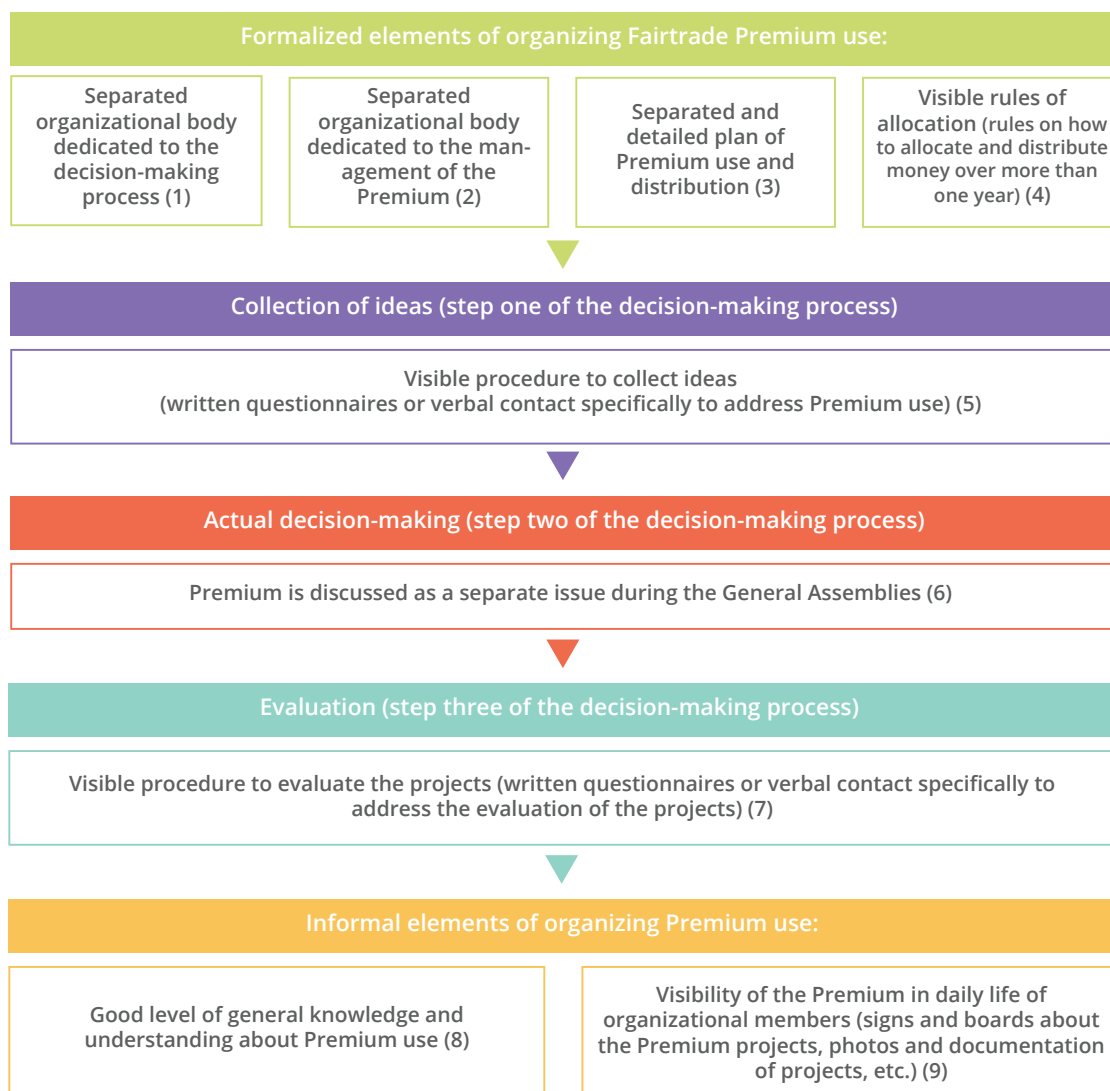 Formalized elements of organizing Fairtrade Premium use:
Separated
organizational body
dedicated to the
decision-making
process (1)
Separated
organizational body
dedicated to the man-
agement of the
Premium (2)
Separated and
detailed plan of
Premium use and
distribution (3)
Visible rules of
allocation (rules on how
to allocate and distribute
money over more than
one year) (4)
Collection of ideas (step one of the decision-making process)
Visible procedure to collect ideas
(written questionnaires or verbal contact specifically to address Premium use) (5)
Actual decision-making (step two of the decision-making process)
Premium is discussed as a separate issue during the General Assemblies (6)
Evaluation (step three of the decision-making process)
Visible procedure to evaluate the projects (written questionnaires or verbal contact specifically to
address the evaluation of the projects) (7)
Informal elements of organizing Premium use:
Good level of general knowledge and
understanding about Premium use (8)
Visibility of the Premium in daily life of
organizational members (signs and boards about
the Premium projects, photos and documentation
of projects, etc.) (9)